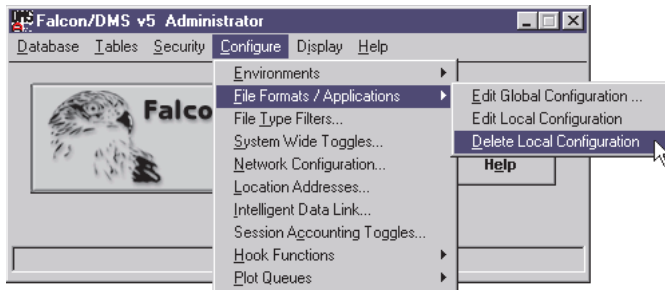 Falcon/DMS v5 Administrator
Database Tables Security Configure Display Help
Falco
Environments
File Formats / Applications
File Type Filters...
System Wide Toggles...
Network Configuration...
Location Addresses...
Intelligent Data Link...
Session Accounting Toggles...
Hook Functions
Plot Queues
Edit Global Configuration ...
Edit Local Configuration
Delete Local Configuration
Help